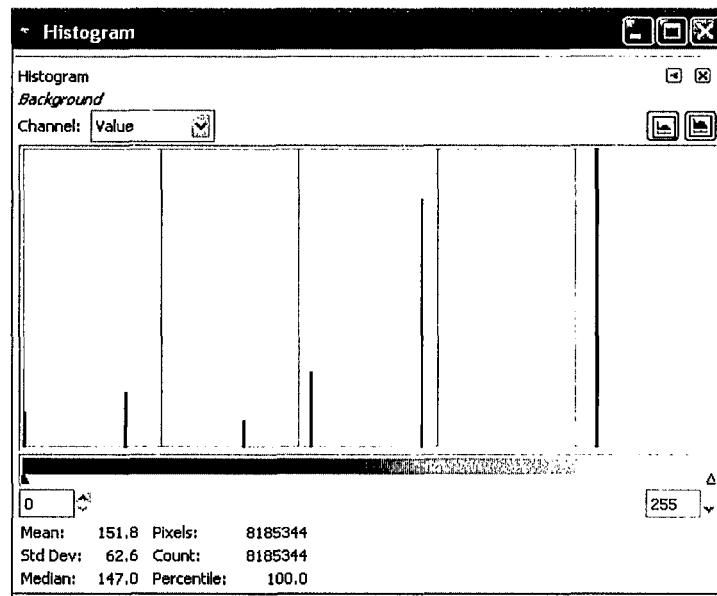 Histogram
Histogram
Background
Channel: Value
0 255
Mean: 151.8 Pixels: 8185344
Std Dev: 62.6 Count: 8185344
Median: 147.0 Percentile: 100.0